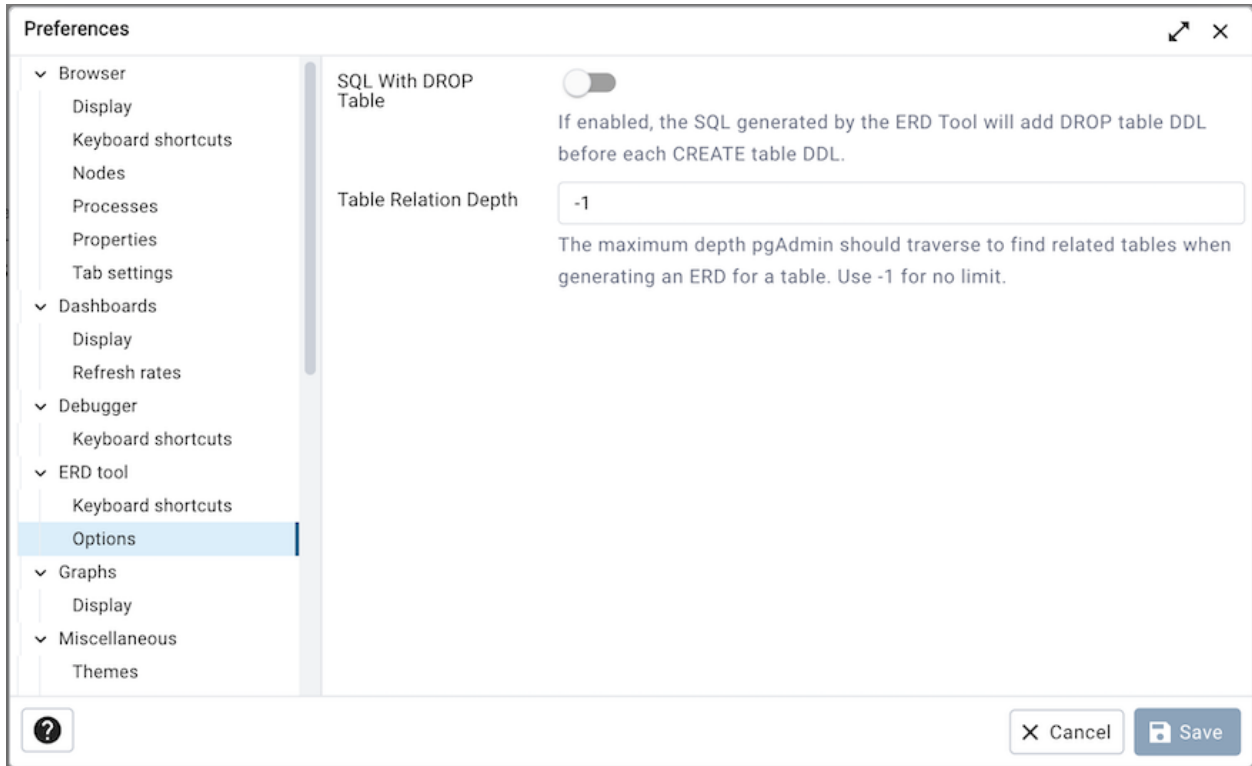 Preferences
Browser
Display
Keyboard shortcuts
Nodes
Processes
Properties
Tab settings
Dashboards
Display
Refresh rates
Debugger
Keyboard shortcuts
ERD tool
Keyboard shortcuts
Options
Graphs
Display
Miscellaneous
Themes
SQL With DROP
Table
If enabled, the SQL generated by the ERD Tool will add DROP table DDL
before each CREATE table DDL.
Table Relation Depth
-1
The maximum depth pgAdmin should traverse to find related tables when
generating an ERD for a table. Use -1 for no limit.
?
Cancel
Save